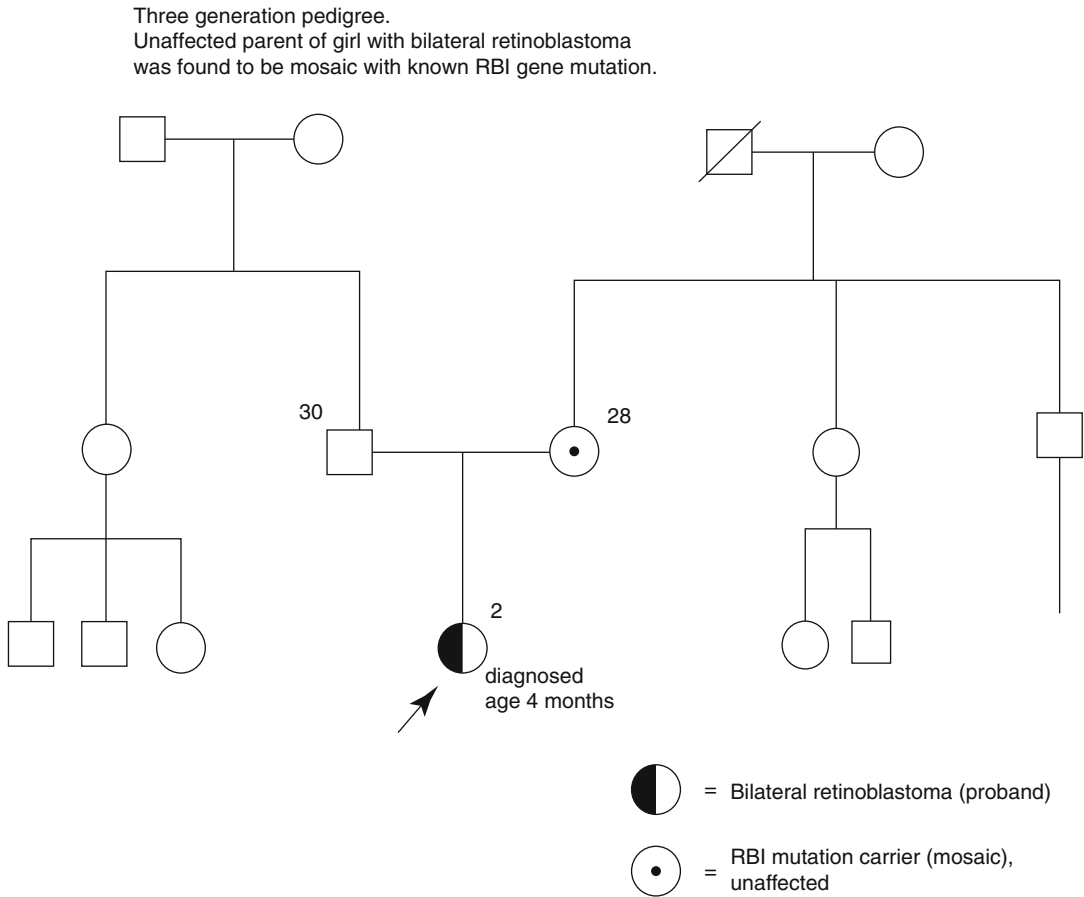 Three generation pedigree.
Unaffected parent of girl with bilateral retinoblastoma
was found to be mosaic with known RBI gene mutation.
30
28
2
diagnosed
age 4 months
= Bilateral retinoblastoma (proband)
= RBI mutation carrier (mosaic),
unaffected